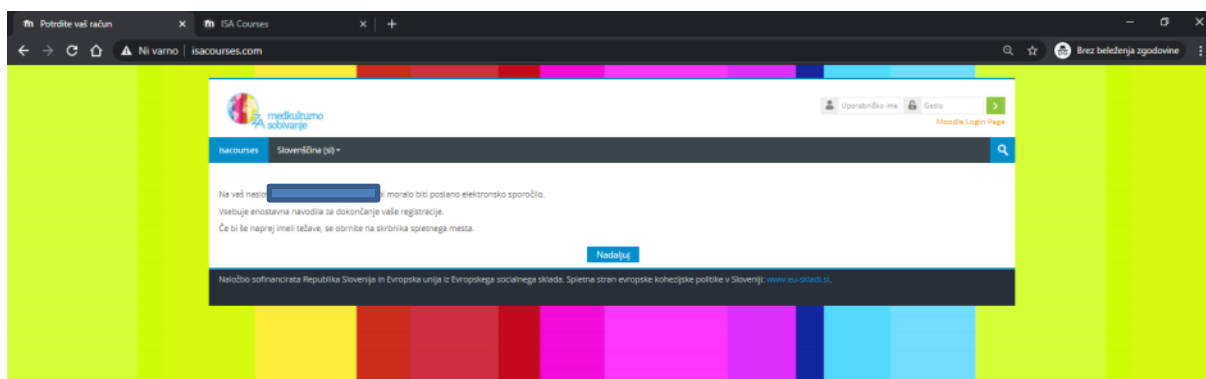 Potrdite vaš račun
ISA Courses
Ni varno | isacourses.com
Brez beleženja zgodovine
medkulturno
sobivanje
ZA
Uporabniško ime
Geslo
Moodle Login Page
isacourses
Slovenščina (sl)
Na vaš naslo i moralo biti poslano elektronsko sporočilo.
Vsebuje enostavna navodila za dokončanje vaše registracije.
Če bi še naprej imeli težave, se obrnite na skrbnika spletnega mesta.
Nadaljuj
Naložbo sofinancirata Republika Slovenija in Evropska unija iz Evropskega socialnega sklada. Spletna stran evropske kohezijske politike v Sloveniji: www.eu-skladi.si.